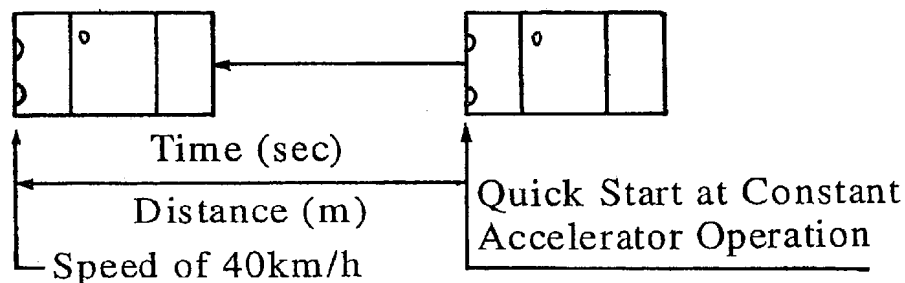 Time (sec)
Distance (m)
Speed of 40km/h
Quick Start at Constant
Accelerator Operation